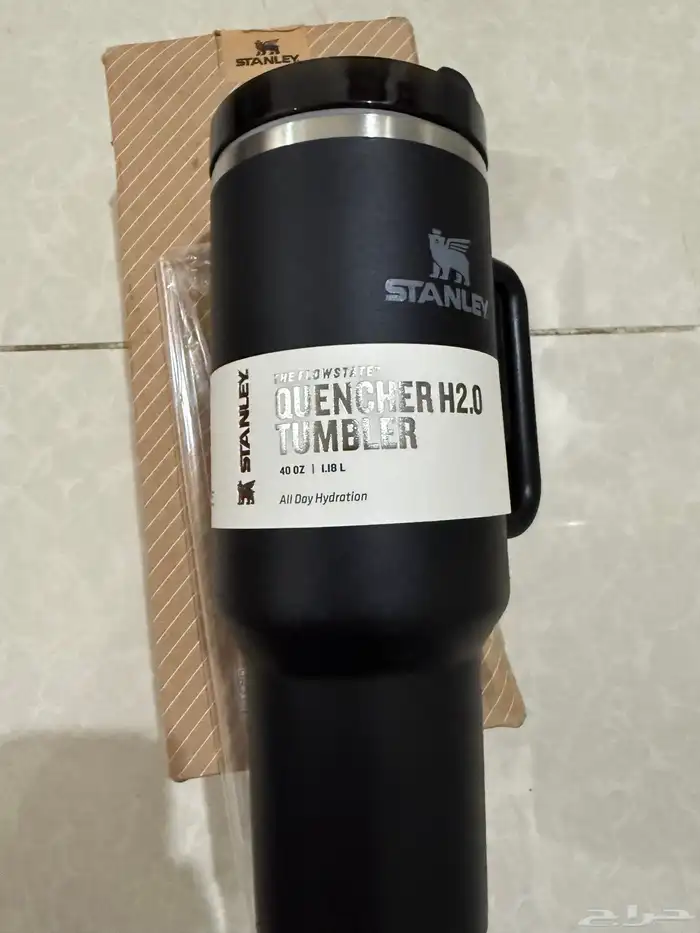 STANLEY
STANLEY
THE FLOWSTATE™
QUENCHER H2.0
TUMBLER
40 OZ | 1.18 L
All Day Hydration
STANLEY
حراج